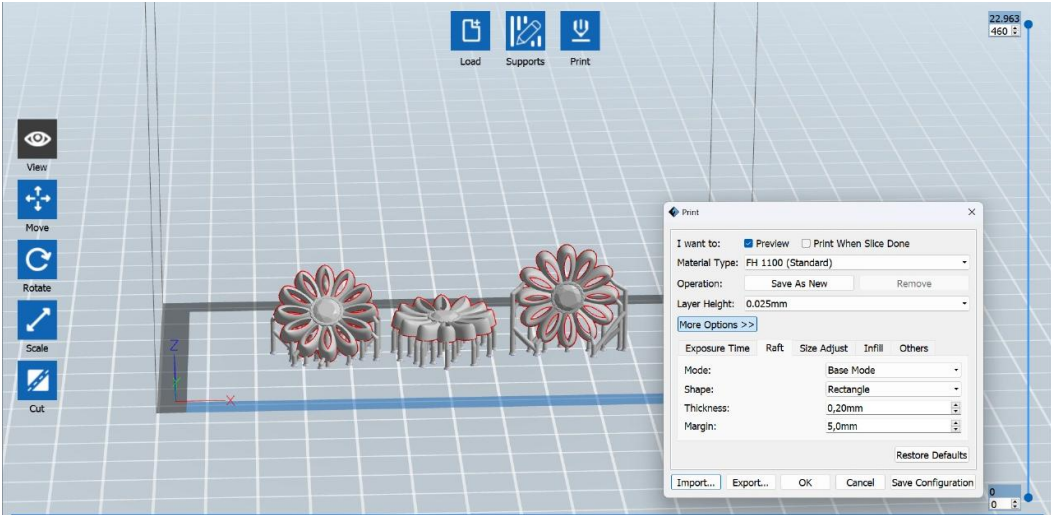 Load
Supports
Print
22.963
460
View
Move
Rotate
Scale
Cut
Z
Y
X
Print
I want to: Preview Print When Slice Done
Material Type: FH 1100 (Standard)
Operation: Save As New Remove
Layer Height: 0.025mm
More Options >>
Exposure Time Raft Size Adjust Infill Others
Mode: Base Mode
Shape: Rectangle
Thickness: 0,20mm
Margin: 5,0mm
Restore Defaults
Import... Export... OK Cancel Save Configuration
0
0